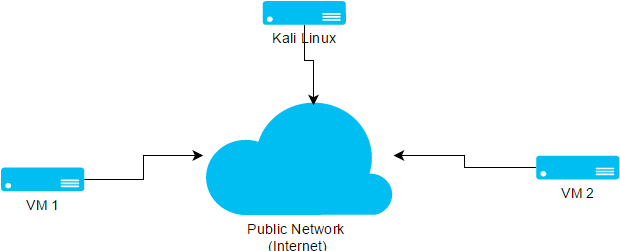 Kali Linux
VM 1
VM 2
Public Network
(Internet)